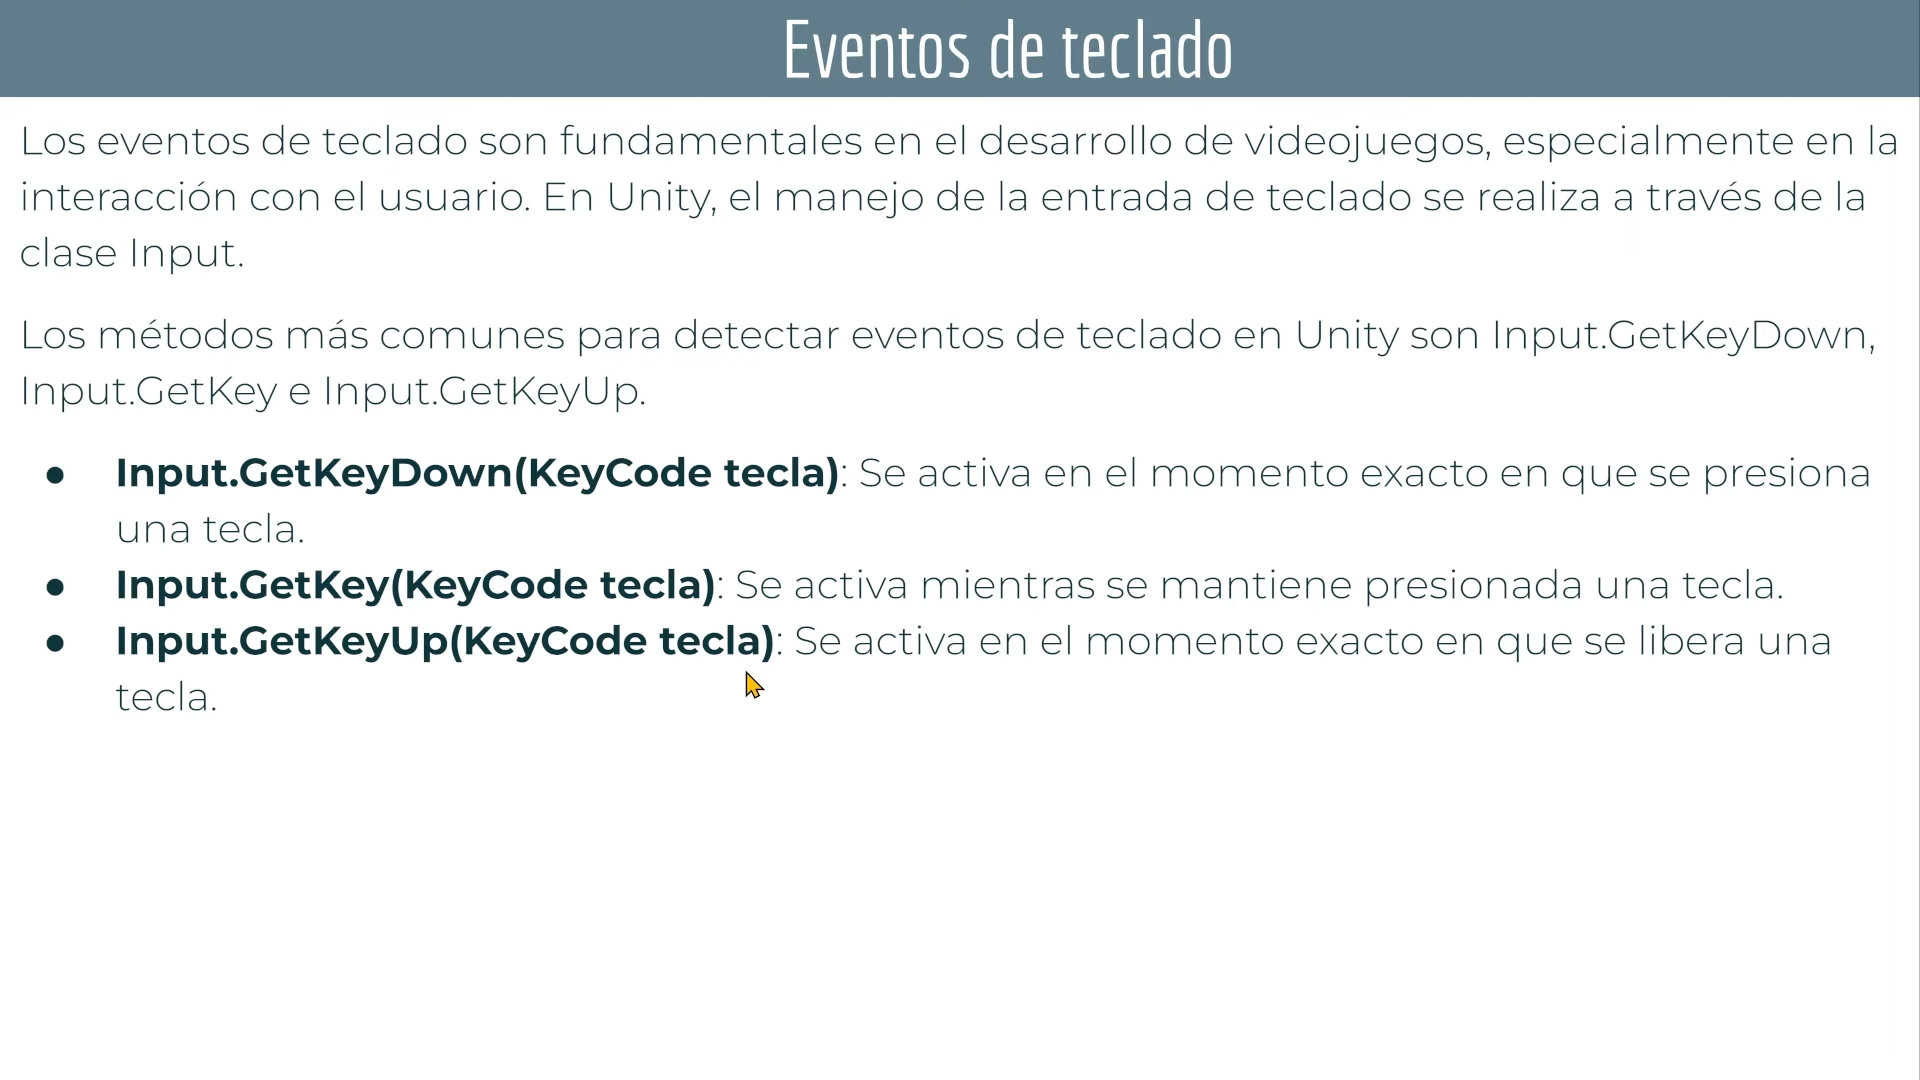 Eventos de teclado
Los eventos de teclado son fundamentales en el desarrollo de videojuegos, especialmente en la
interacción con el usuario. En Unity, el manejo de la entrada de teclado se realiza a través de la
clase Input.
Los métodos más comunes para detectar eventos de teclado en Unity son Input.GetKeyDown,
Input.GetKey e Input.GetKeyUp.
● Input.GetKeyDown(KeyCode tecla): Se activa en el momento exacto en que se presiona
una tecla.
● Input.GetKey(KeyCode tecla): Se activa mientras se mantiene presionada una tecla.
● Input.GetKeyUp(KeyCode tecla): Se activa en el momento exacto en que se libera una
tecla.